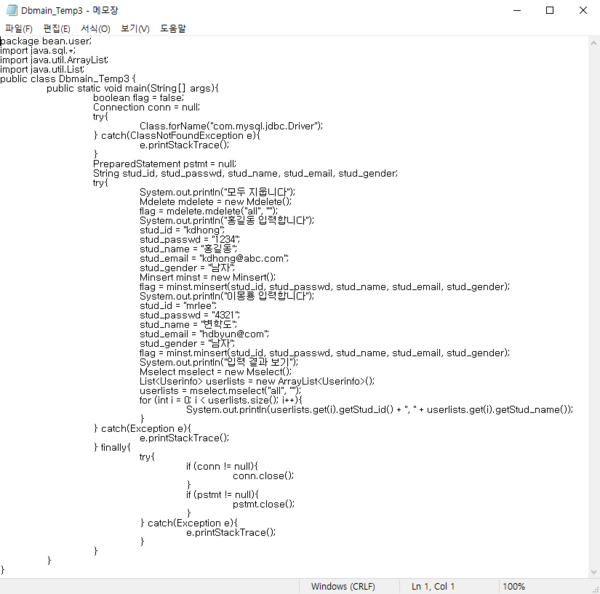 Dbmain_Temp3 - 메모장
파일(F) 편집(E) 서식(O) 보기(V) 도움말
package bean.user;
import java.sql.*;
import java.util.ArrayList;
import java.util.List;
public class Dbmain_Temp3 {
public static void main(String[] args){
boolean flag = false;
Connection conn = null;
try{
Class.forName("com.mysql.jdbc.Driver");
} catch(ClassNotFoundException e){
e.printStackTrace();
}
PreparedStatement pstmt = null;
String stud_id, stud_passwd, stud_name, stud_email, stud_gender;
try{
System.out.println("모두 지웁니다");
Mdelete mdelete = new Mdelete();
flag = mdelete.mdelete("all", "");
System.out.println("홍길동 입력합니다");
stud_id = "kdhong";
stud_passwd = "1234";
stud_name = "홍길동";
stud_email = "kdhong@abc.com";
stud_gender = "남자";
Minsert minst = new Minsert();
flag = minst.minsert(stud_id, stud_passwd, stud_name, stud_email, stud_gender);
System.out.println("이몽룡 입력합니다");
stud_id = "mrlee";
stud_passwd = "4321";
stud_name = "변학도";
stud_email = "hdbyun@com";
stud_gender = "남자";
flag = minst.minsert(stud_id, stud_passwd, stud_name, stud_email, stud_gender);
System.out.println("입력 결과 보기");
Mselect mselect = new Mselect();
List<Userinfo> userlists = new ArrayList<Userinfo>();
userlists = mselect.mselect("all", "");
for (int i = 0; i < userlists.size(); i++){
System.out.println(userlists.get(i).getStud_id() + ", " + userlists.get(i).getStud_name());
}
} catch(Exception e){
e.printStackTrace();
} finally{
try{
if (conn != null){
conn.close();
}
if (pstmt != null){
pstmt.close();
}
} catch(Exception e){
e.printStackTrace();
}
}
}
}
Windows (CRLF) Ln 1, Col 1 100%